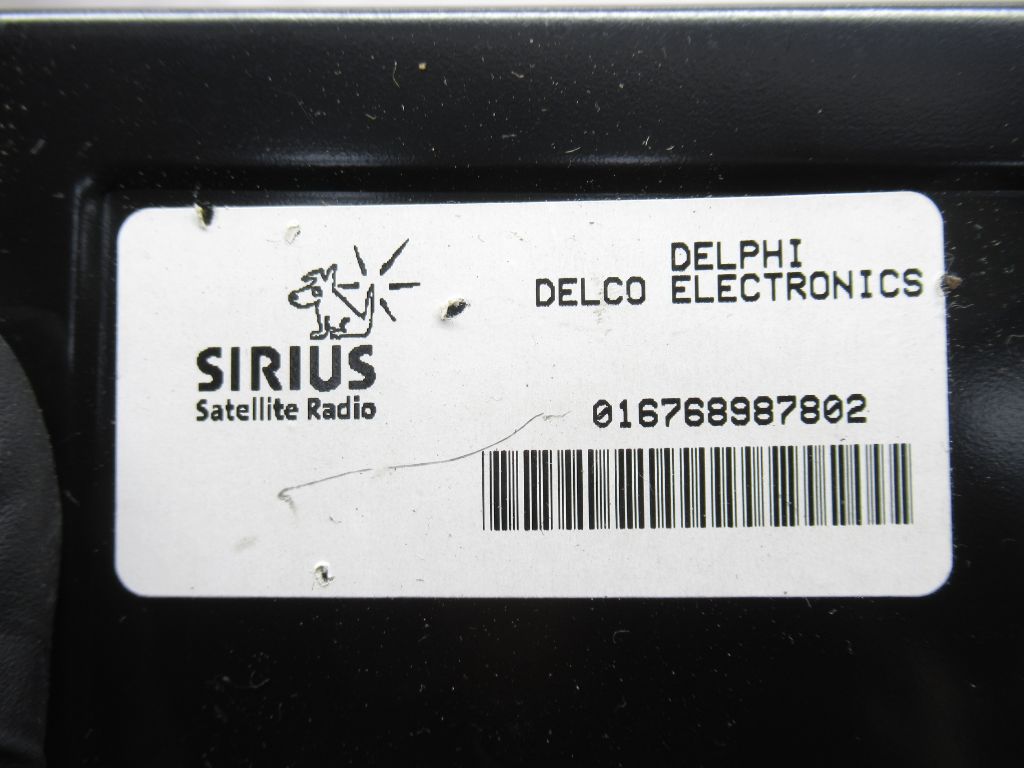 SIRIUS
Satellite Radio
DELPHI
DELCO ELECTRONICS
016768987802